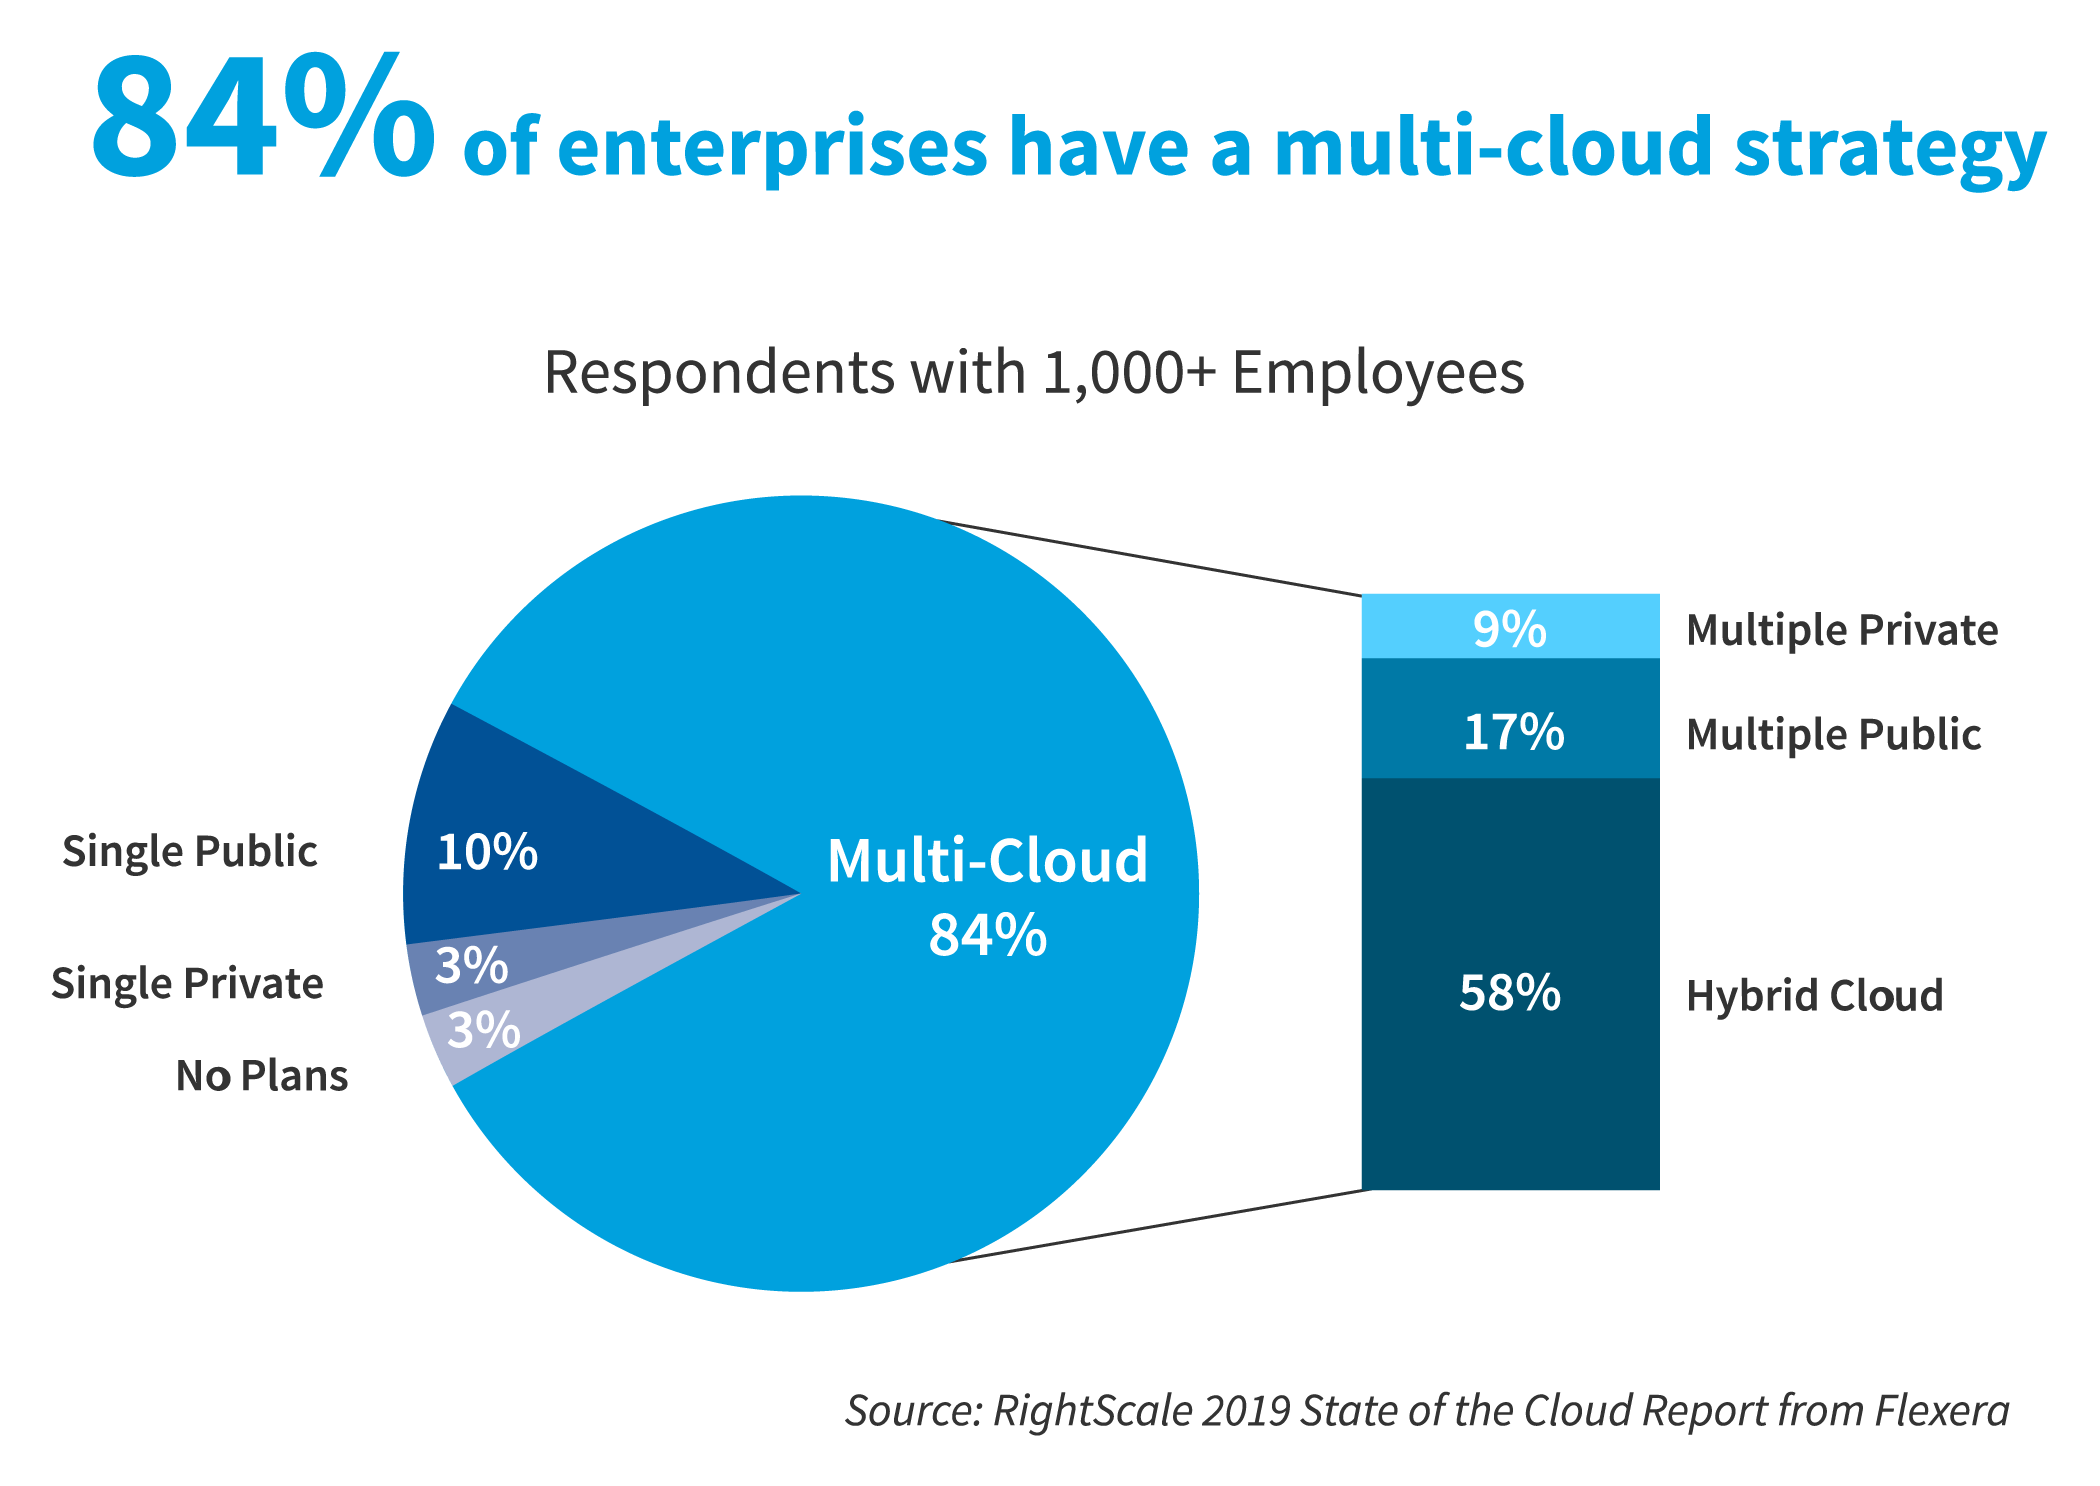 84% of enterprises have a multi-cloud strategy
Respondents with 1,000+ Employees
9%
Multiple Private
17%
Multiple Public
Single Public
10%
Multi-Cloud
84%
3%
Single Private
58%
Hybrid Cloud
3%
No Plans
Source: RightScale 2019 State of the Cloud Report from Flexera